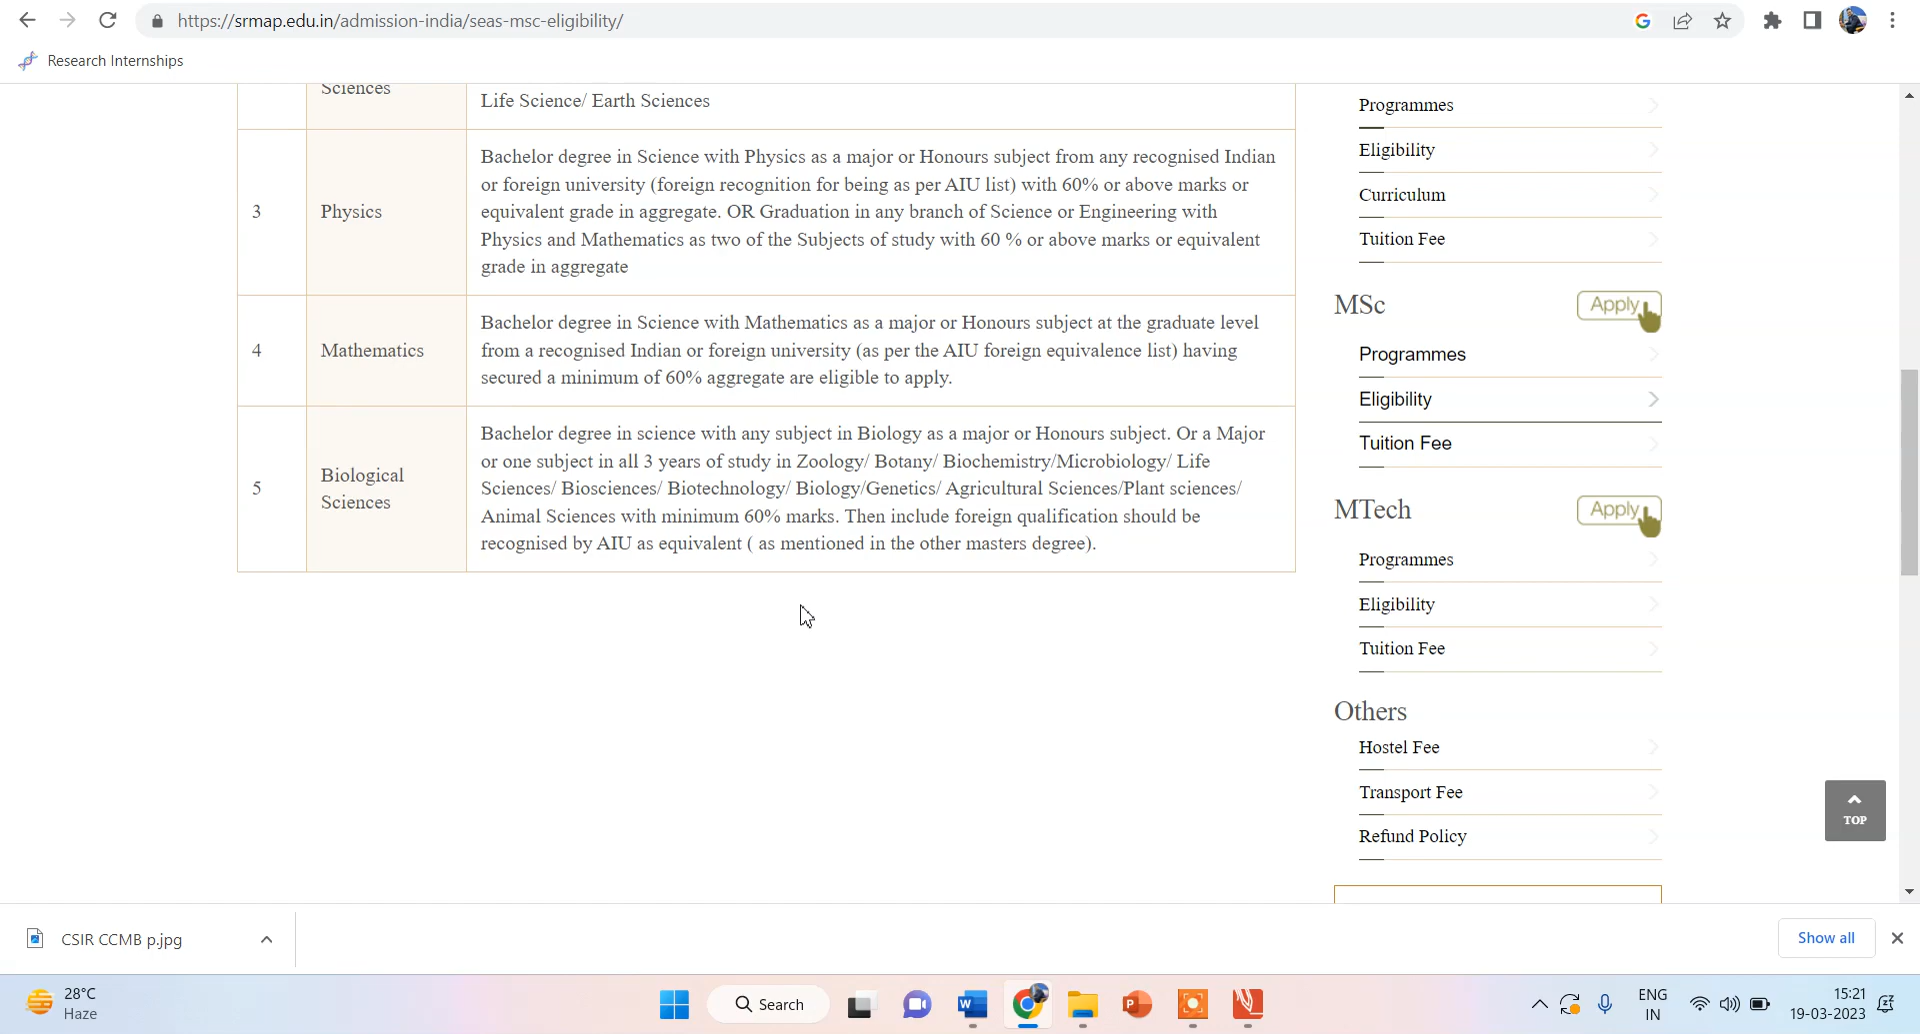 https://srmap.edu.in/admission-india/seas-msc-eligibility/
Research Internships
Sciences
Life Science/ Earth Sciences
3
Physics
Bachelor degree in Science with Physics as a major or Honours subject from any recognised Indian
or foreign university (foreign recognition for being as per AIU list) with 60% or above marks or
equivalent grade in aggregate. OR Graduation in any branch of Science or Engineering with
Physics and Mathematics as two of the Subjects of study with 60 % or above marks or equivalent
grade in aggregate
4
Mathematics
Bachelor degree in Science with Mathematics as a major or Honours subject at the graduate level
from a recognised Indian or foreign university (as per the AIU foreign equivalence list) having
secured a minimum of 60% aggregate are eligible to apply.
5
Biological
Sciences
Bachelor degree in science with any subject in Biology as a major or Honours subject. Or a Major
or one subject in all 3 years of study in Zoology/ Botany/ Biochemistry/Microbiology/ Life
Sciences/ Biosciences/ Biotechnology/ Biology/Genetics/ Agricultural Sciences/Plant sciences/
Animal Sciences with minimum 60% marks. Then include foreign qualification should be
recognised by AIU as equivalent ( as mentioned in the other masters degree).
Programmes
Eligibility
Curriculum
Tuition Fee
MSc
Apply
Programmes
Eligibility
Tuition Fee
MTech
Apply
Programmes
Eligibility
Tuition Fee
Others
Hostel Fee
Transport Fee
Refund Policy
TOP
CSIR CCMB p.jpg
Show all
28°C
Haze
Search
ENG
IN
15:21
19-03-2023